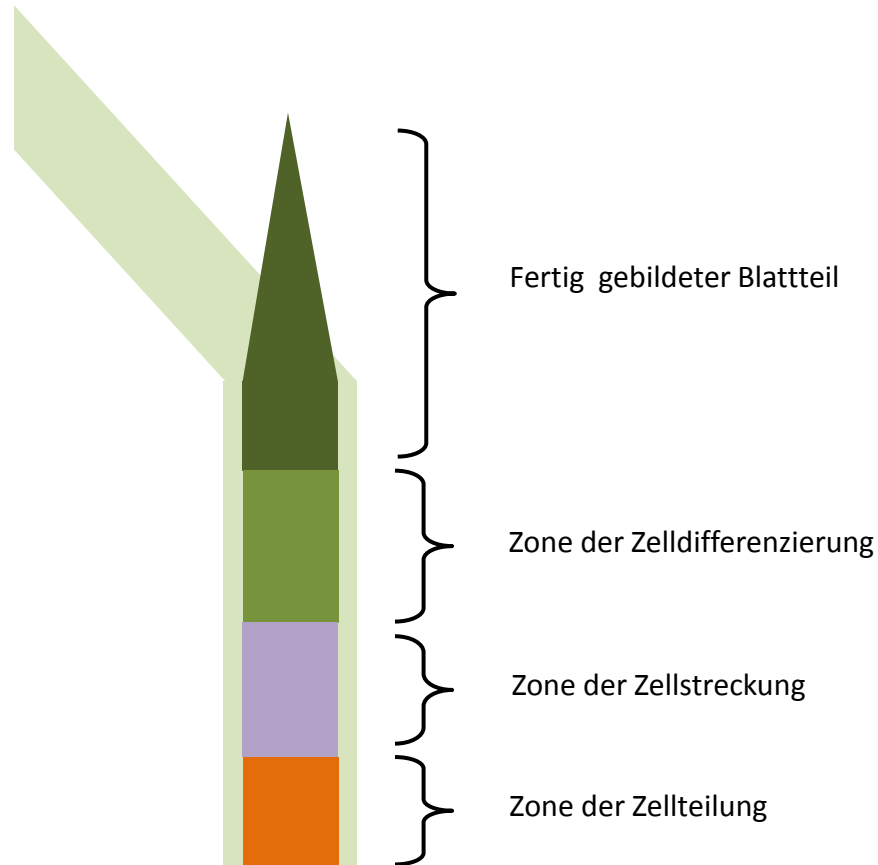 Fertig  gebildeter Blattteil
Zone der Zelldifferenzierung
Zone der Zellstreckung
Zone der Zellteilung